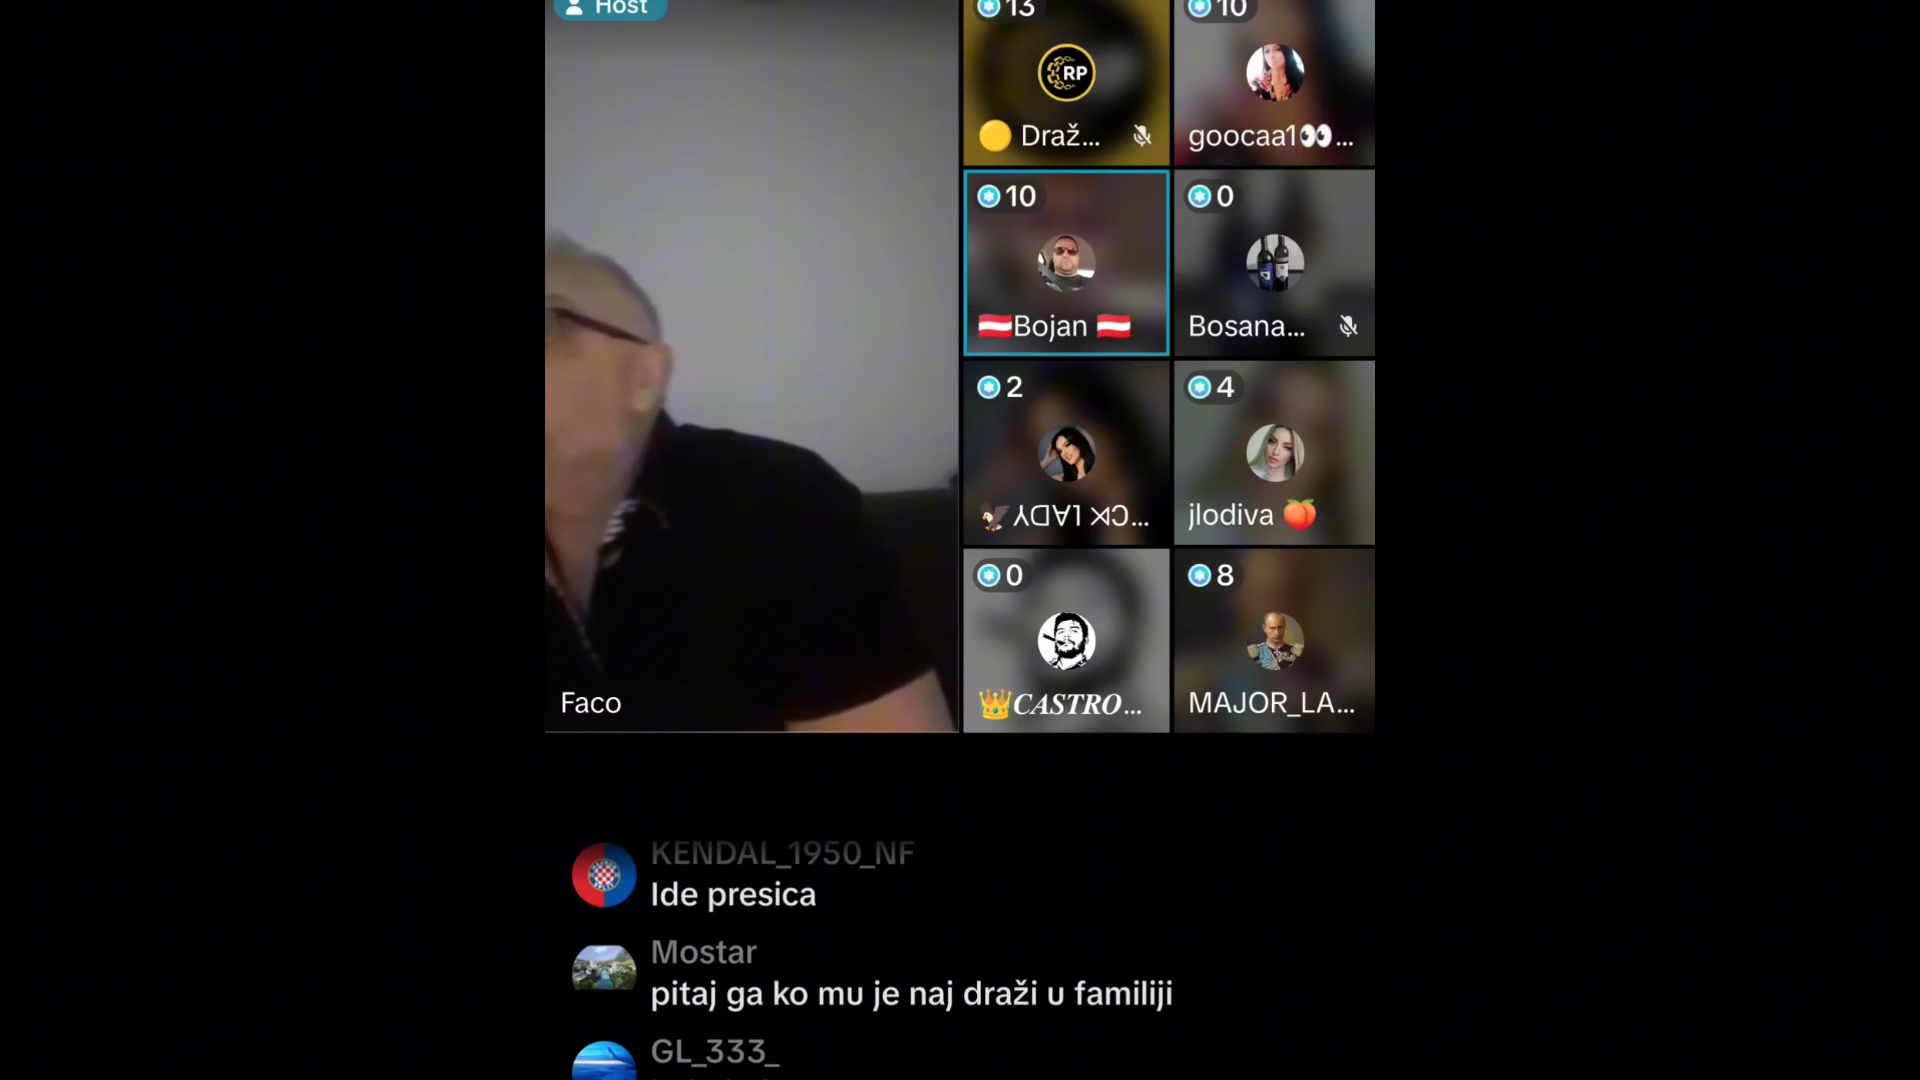 Host
13
10
RP
Draž...
goocaa1👀...
10
0
🇦🇹Bojan 🇦🇹
Bosana...
2
4
jlodiva 🍑
0
8
Faco
👑CASTRO...
MAJOR_LA...
KENDAL_1950_NF
Ide presica
Mostar
pitaj ga ko mu je naj draži u familiji
GL_333_